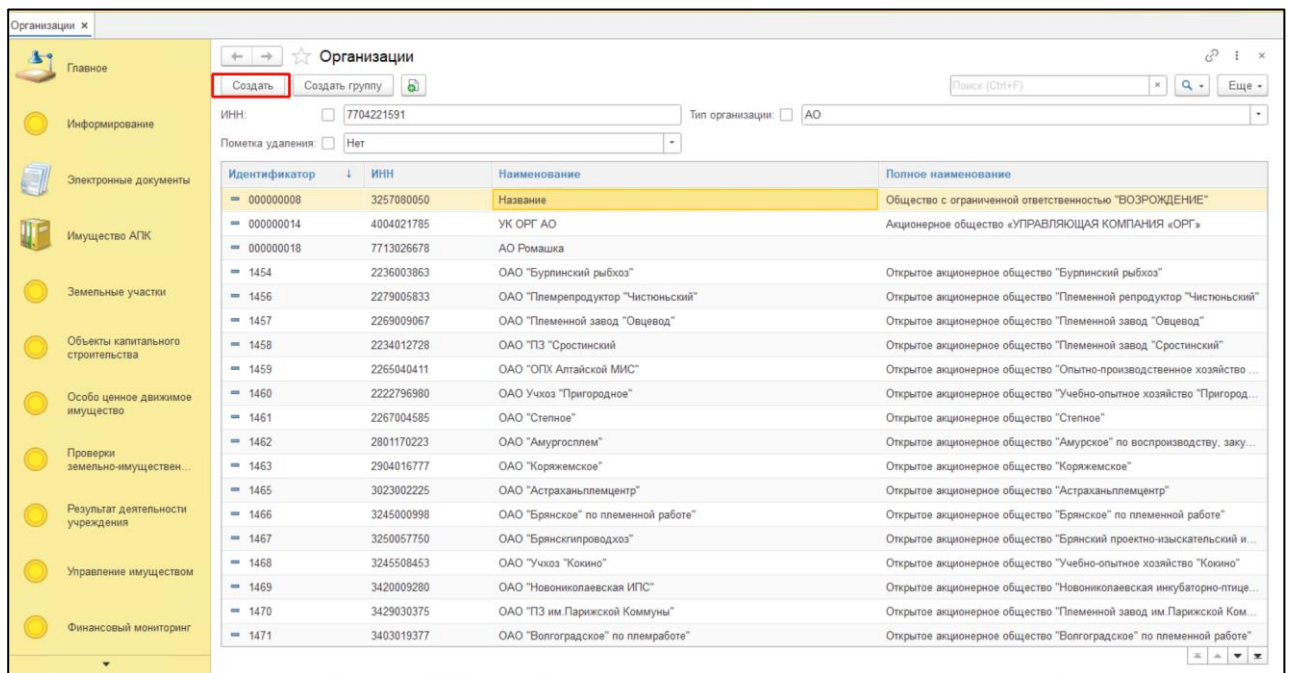 Организации ×
Главное
Информирование
Электронные документы
Имущество АПК
Земельные участки
Объекты капитального
строительства
Особо ценное движимое
имущество
Проверки
земельно-имуществен...
Результат деятельности
учреждения
Управление имуществом
Финансовый мониторинг
Организации
Создать Создать группу Поиск (Ctrl+F) × Еще
ИНН: 7704221591 Тип организации: АО
Пометка удаления: Нет
Идентификатор ↓ ИНН Наименование Полное наименование
000000008 3257080050 Название Общество с ограниченной ответственностью "ВОЗРОЖДЕНИЕ"
000000014 4004021785 УК ОРГ АО Акционерное общество «УПРАВЛЯЮЩАЯ КОМПАНИЯ «ОРГ»
000000018 7713026678 АО Ромашка
1454 2236003863 ОАО "Бурлинский рыбхоз" Открытое акционерное общество "Бурлинский рыбхоз"
1456 2279005833 ОАО "Племрепродуктор "Чистюньский" Открытое акционерное общество "Племенной репродуктор "Чистюньский"
1457 2269009067 ОАО "Племенной завод "Овцевод" Открытое акционерное общество "Племенной завод "Овцевод"
1458 2234012728 ОАО "ПЗ "Сростинский Открытое акционерное общество "Племенной завод "Сростинский"
1459 2265040411 ОАО "ОПХ Алтайской МИС" Открытое акционерное общество "Опытно-производственное хозяйство ...
1460 2222796980 ОАО Учхоз "Пригородное" Открытое акционерное общество "Учебно-опытное хозяйство "Пригород...
1461 2267004585 ОАО "Степное" Открытое акционерное общество "Степное"
1462 2801170223 ОАО "Амургосплем" Открытое акционерное общество "Амурское" по воспроизводству, заку...
1463 2904016777 ОАО "Коряжемское" Открытое акционерное общество "Коряжемское"
1465 3023002225 ОАО "Астраханьплемцентр" Открытое акционерное общество "Астраханьплемцентр"
1466 3245000998 ОАО "Брянское" по племенной работе" Открытое акционерное общество "Брянское" по племенной работе"
1467 3250057750 ОАО "Брянскгипроводхоз" Открытое акционерное общество "Брянский проектно-изыскательский и...
1468 3245508453 ОАО "Учхоз "Кокино" Открытое акционерное общество "Учебно-опытное хозяйство "Кокино"
1469 3420009280 ОАО "Новониколаевская ИПС" Открытое акционерное общество "Новониколаевская инкубаторно-птице...
1470 3429030375 ОАО "ПЗ им.Парижской Коммуны" Открытое акционерное общество "Племенной завод им.Парижской Ком...
1471 3403019377 ОАО "Волгоградское" по племработе" Открытое акционерное общество "Волгоградское" по племенной работе"